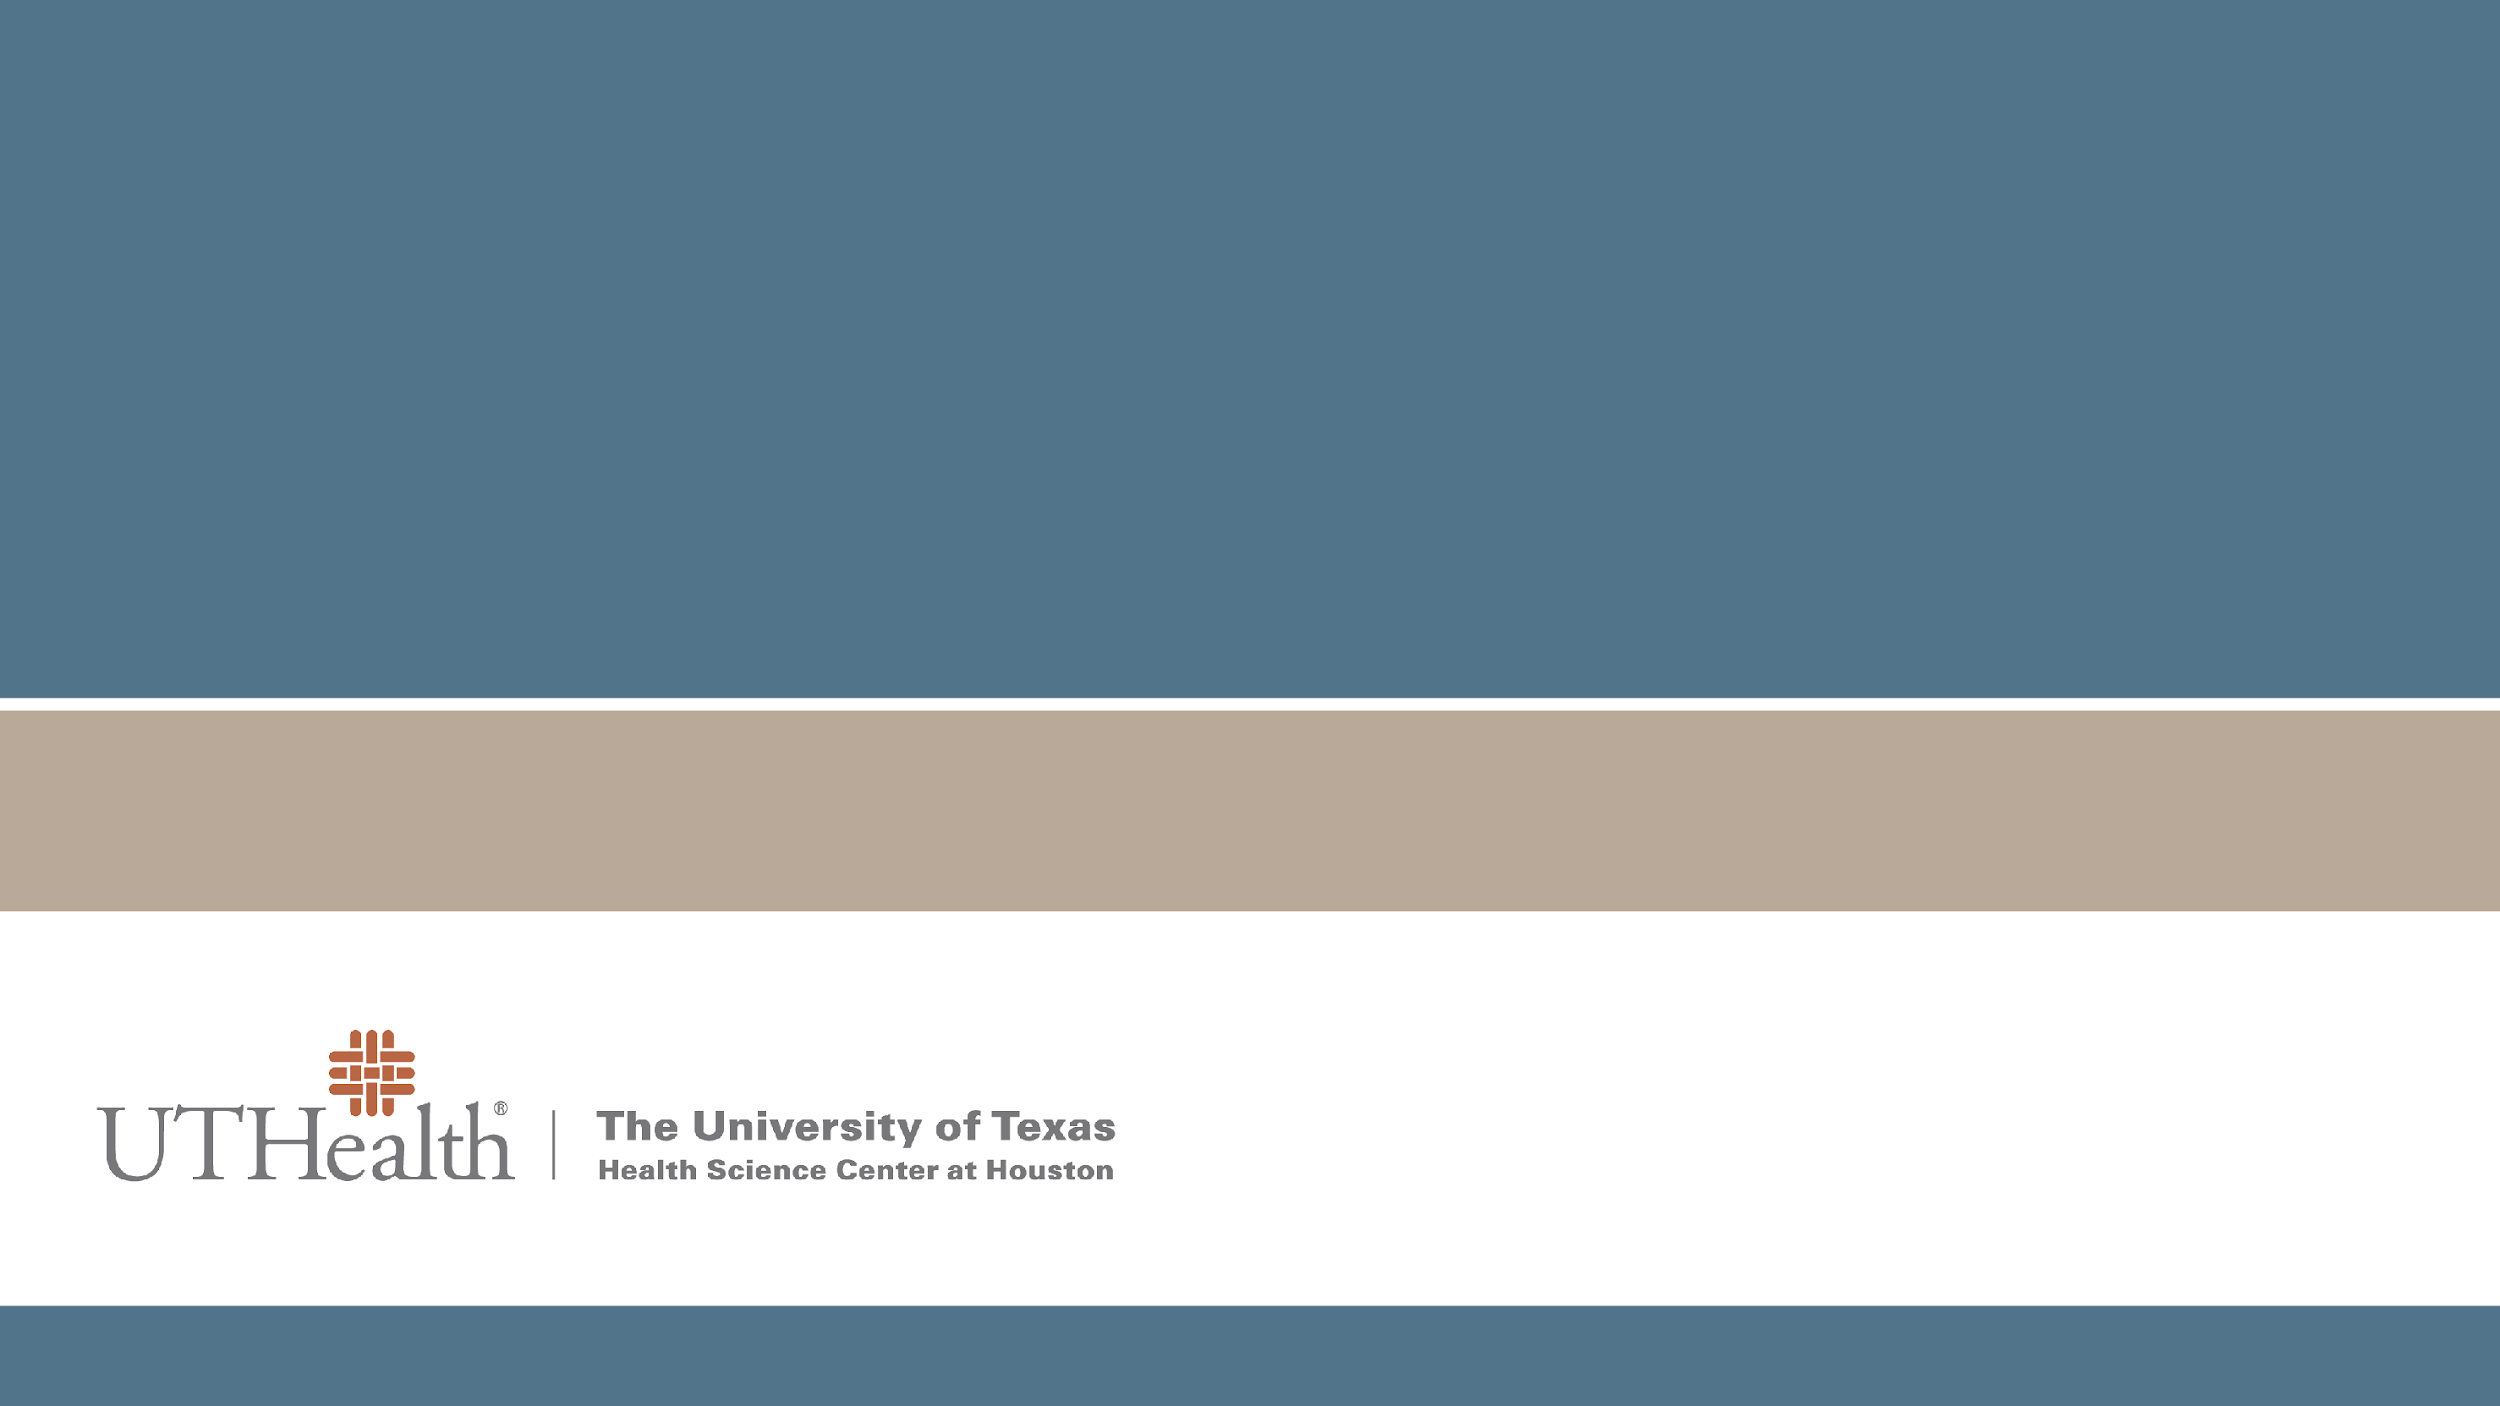 UTHealth®
The University of Texas
Health Science Center at Houston